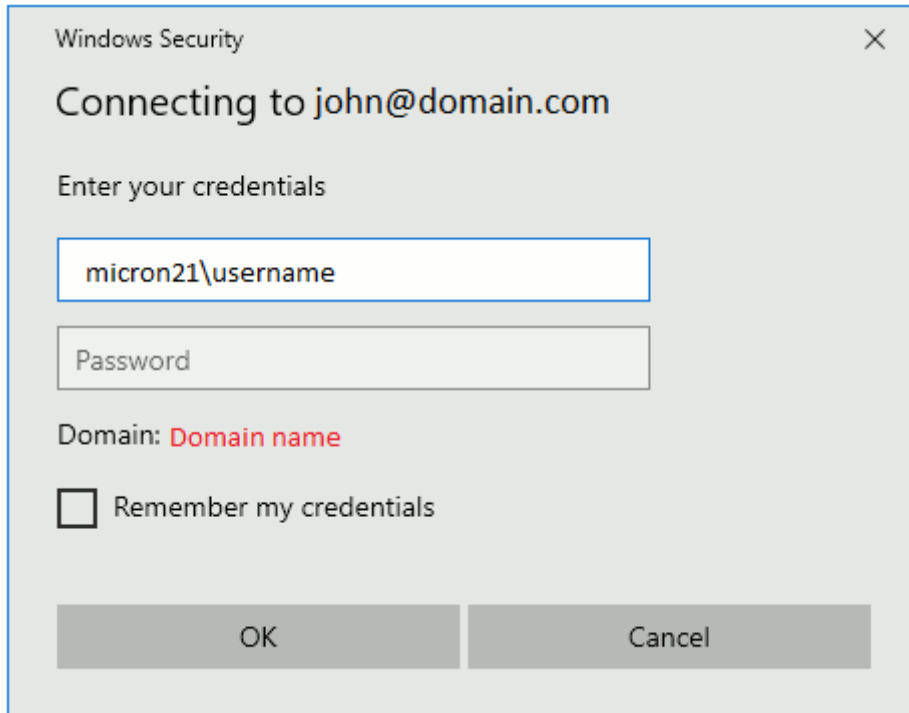 Windows Security
Connecting to john@domain.com
Enter your credentials
micron21\username
Password
Domain: Domain name
Remember my credentials
OK
Cancel